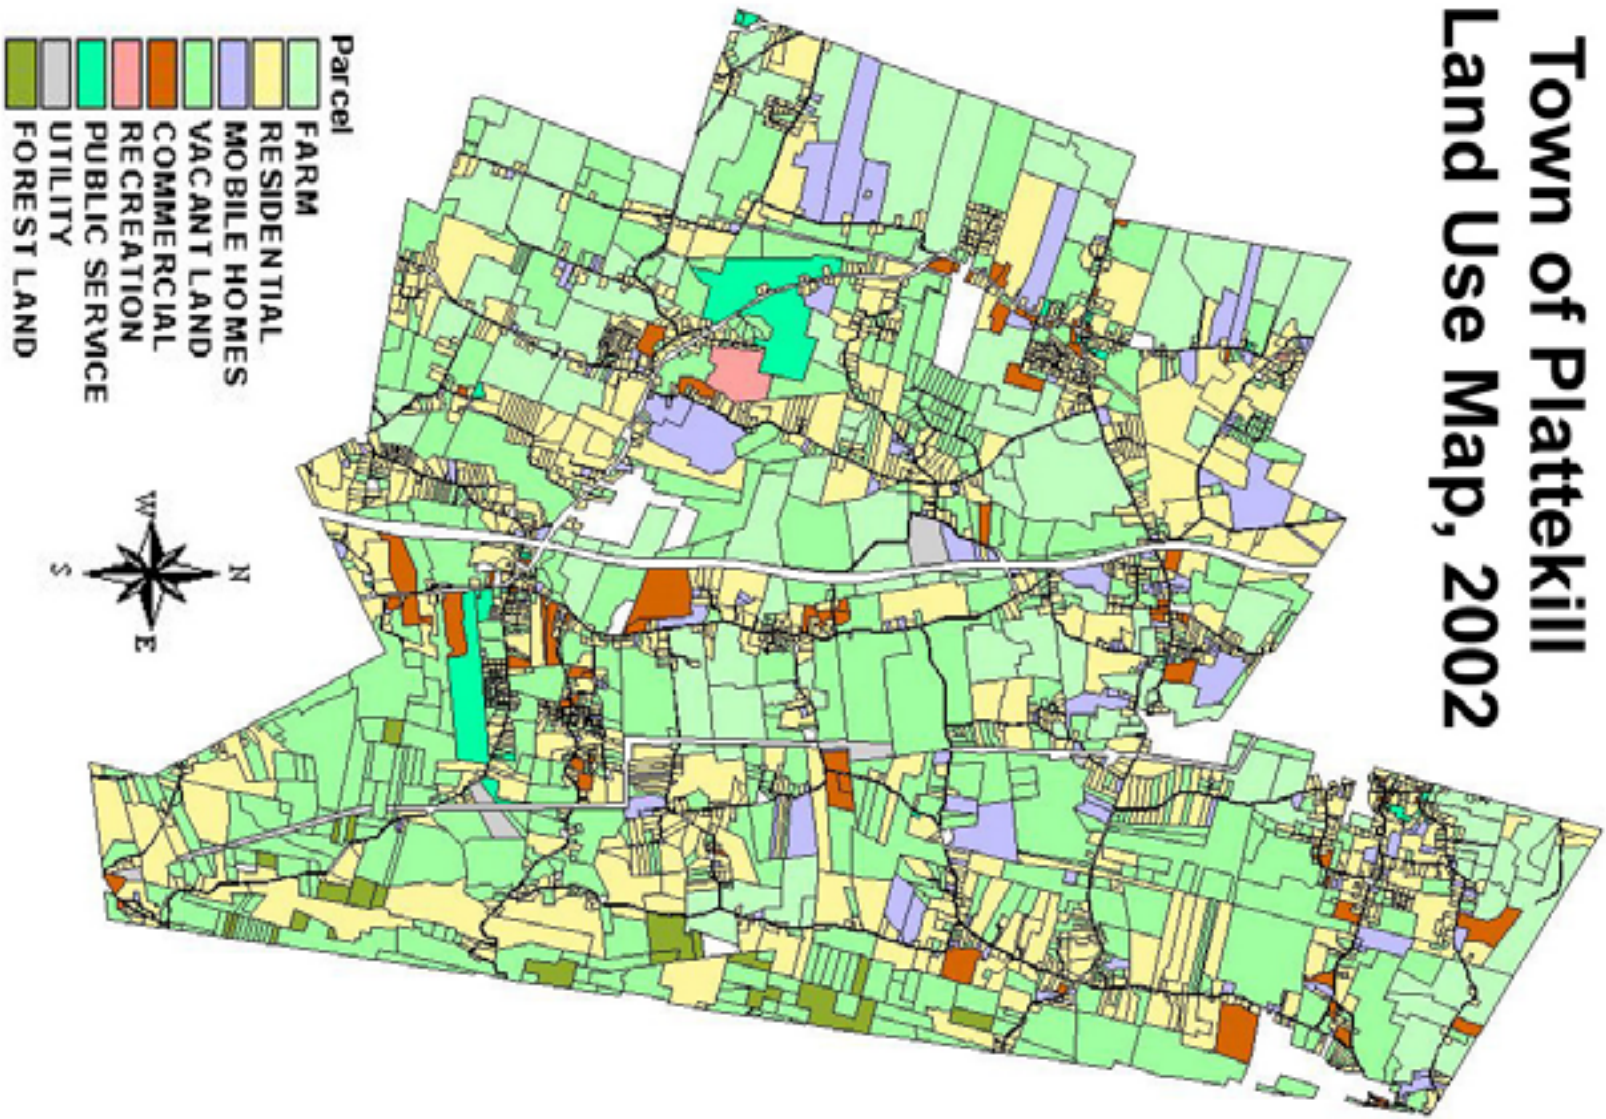 Town of Plattekill
Land Use Map, 2002
Parcel
FARM
RESIDENTIAL
MOBILE HOMES
VACANT LAND
COMMERCIAL
RECREATION
PUBLIC SERVICE
UTILITY
FOREST LAND
N
W
E
S